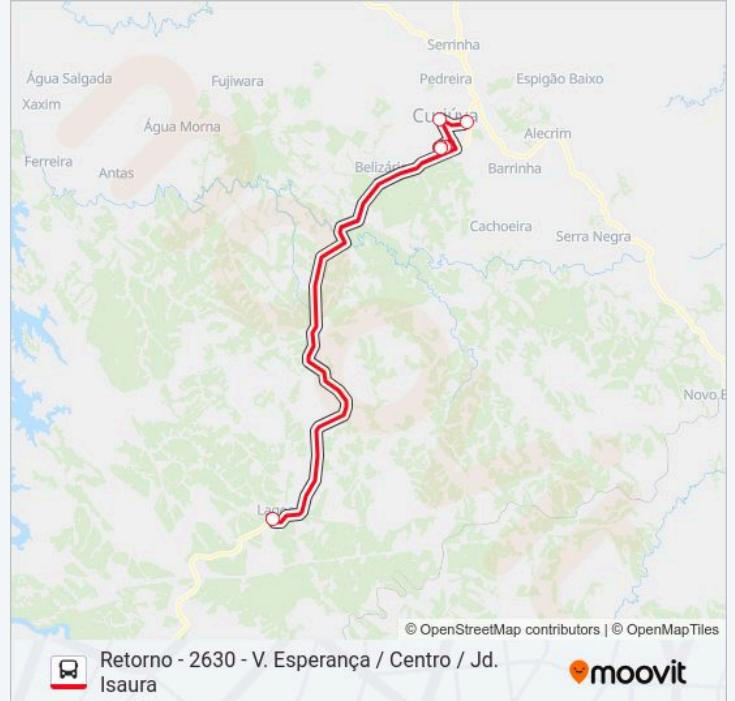 Serrinha
Água Salgada
Fujiwara
Pedreira
Espigão Baixo
Xaxim
Água Morna
Alecrim
Ferreira
Antas
Barrinha
Cachoeira
Serra Negra
© OpenStreetMap contributors | © OpenMapTiles
Retorno - 2630 - V. Esperança / Centro / Jd.
Isaura
moovit